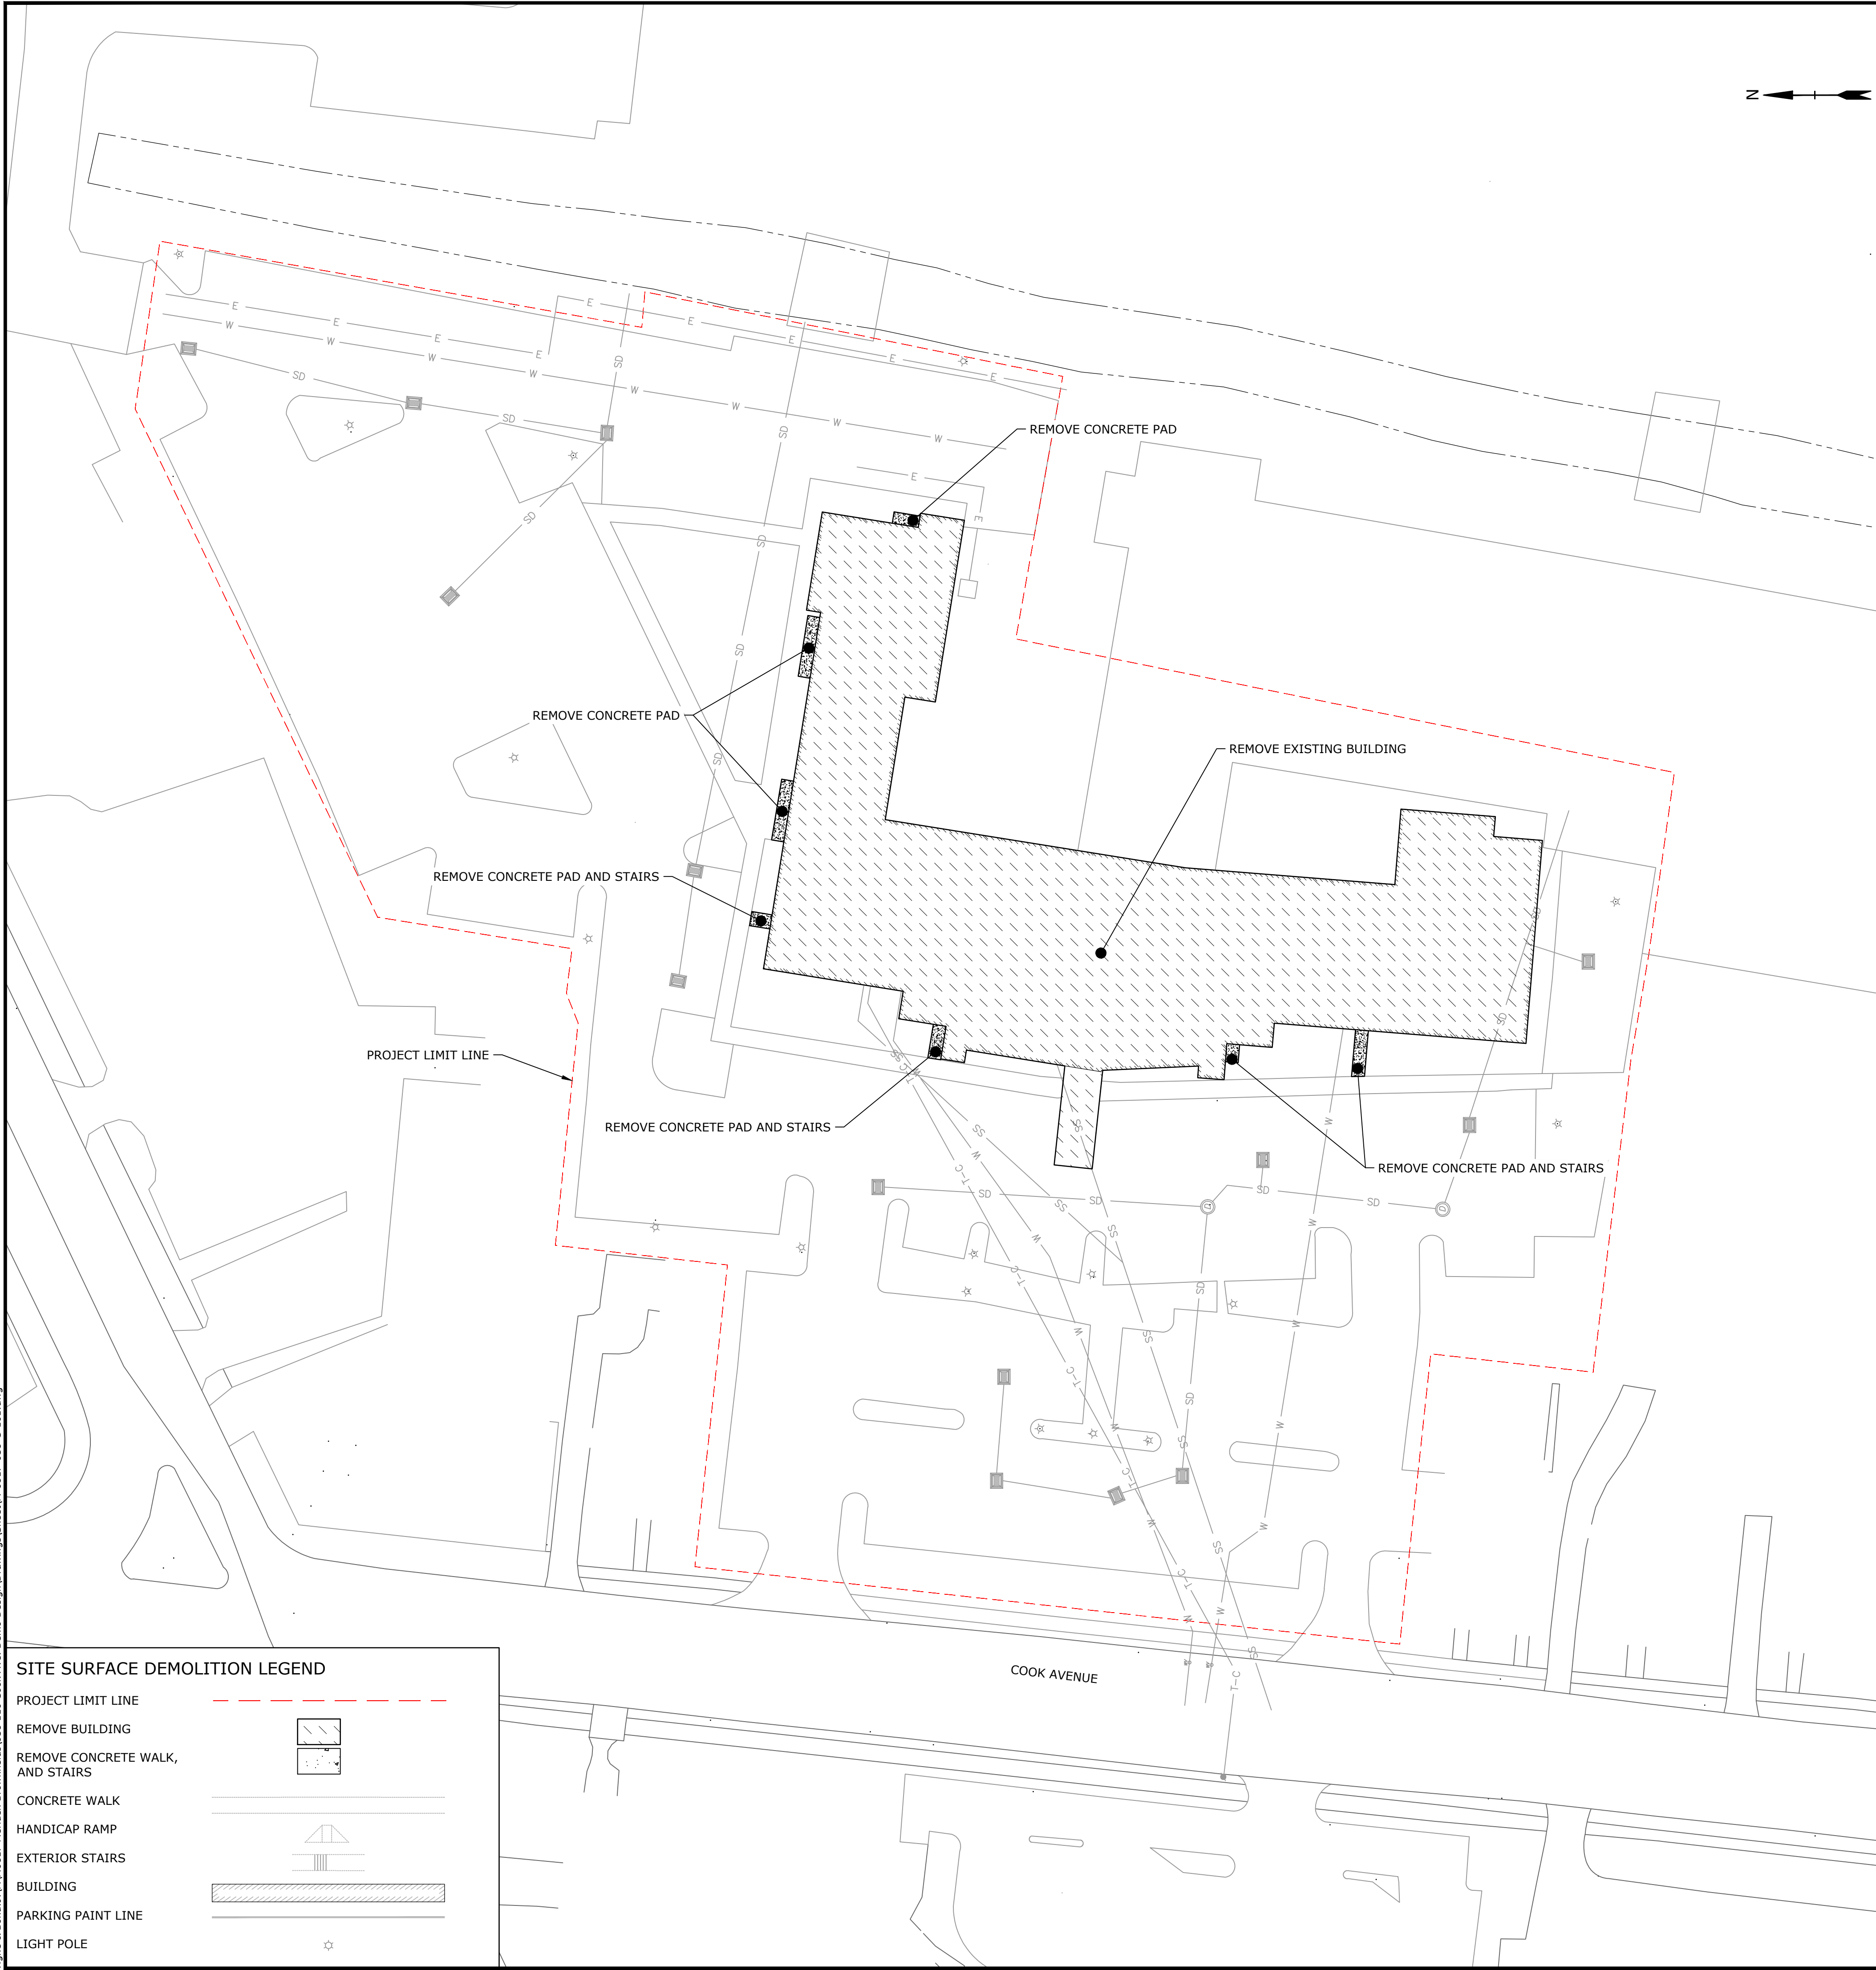 N
REMOVE CONCRETE PAD
REMOVE CONCRETE PAD
REMOVE EXISTING BUILDING
REMOVE CONCRETE PAD AND STAIRS
PROJECT LIMIT LINE
REMOVE CONCRETE PAD AND STAIRS
REMOVE CONCRETE PAD AND STAIRS
COOK AVENUE
SITE SURFACE DEMOLITION LEGEND
PROJECT LIMIT LINE
REMOVE BUILDING
REMOVE CONCRETE WALK,
AND STAIRS
CONCRETE WALK
HANDICAP RAMP
EXTERIOR STAIRS
BUILDING
PARKING PAINT LINE
LIGHT POLE